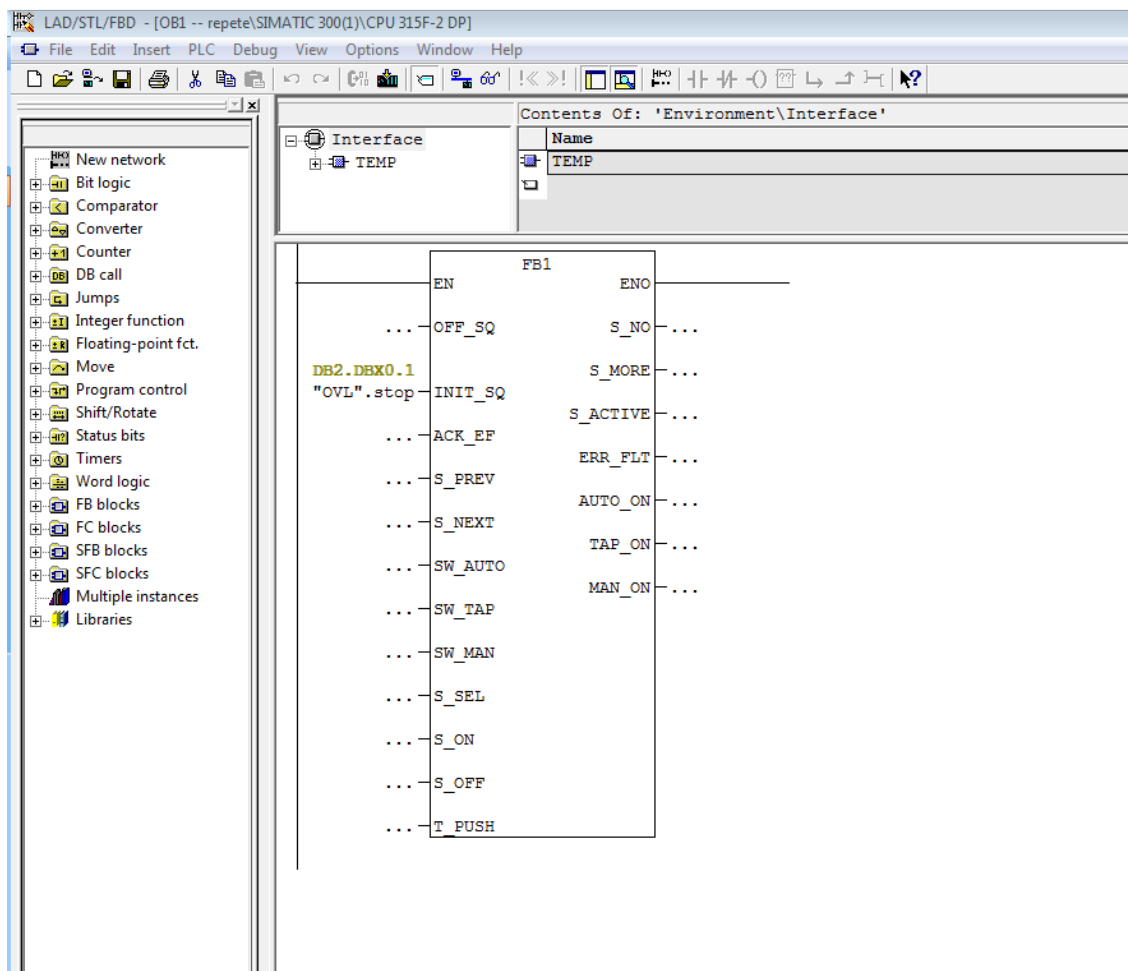 LAD/STL/FBD - [OB1 -- repete\SIMATIC 300(1)\CPU 315F-2 DP]
File Edit Insert PLC Debug View Options Window Help
New network
Bit logic
Comparator
Converter
Counter
DB call
Jumps
Integer function
Floating-point fct.
Move
Program control
Shift/Rotate
Status bits
Timers
Word logic
FB blocks
FC blocks
SFB blocks
SFC blocks
Multiple instances
Libraries
Interface
TEMP
Contents Of: 'Environment\Interface'
Name
TEMP
FB1
EN ENO
... OFF_SQ S_NO ...
DB2.DBX0.1 S_MORE ...
"OVL".stop INIT_SQ
S_ACTIVE ...
... ACK_EF
ERR_FLT ...
... S_PREV
AUTO_ON ...
... S_NEXT
TAP_ON ...
... SW_AUTO
MAN_ON ...
... SW_TAP
... SW_MAN
... S_SEL
... S_ON
... S_OFF
... T_PUSH